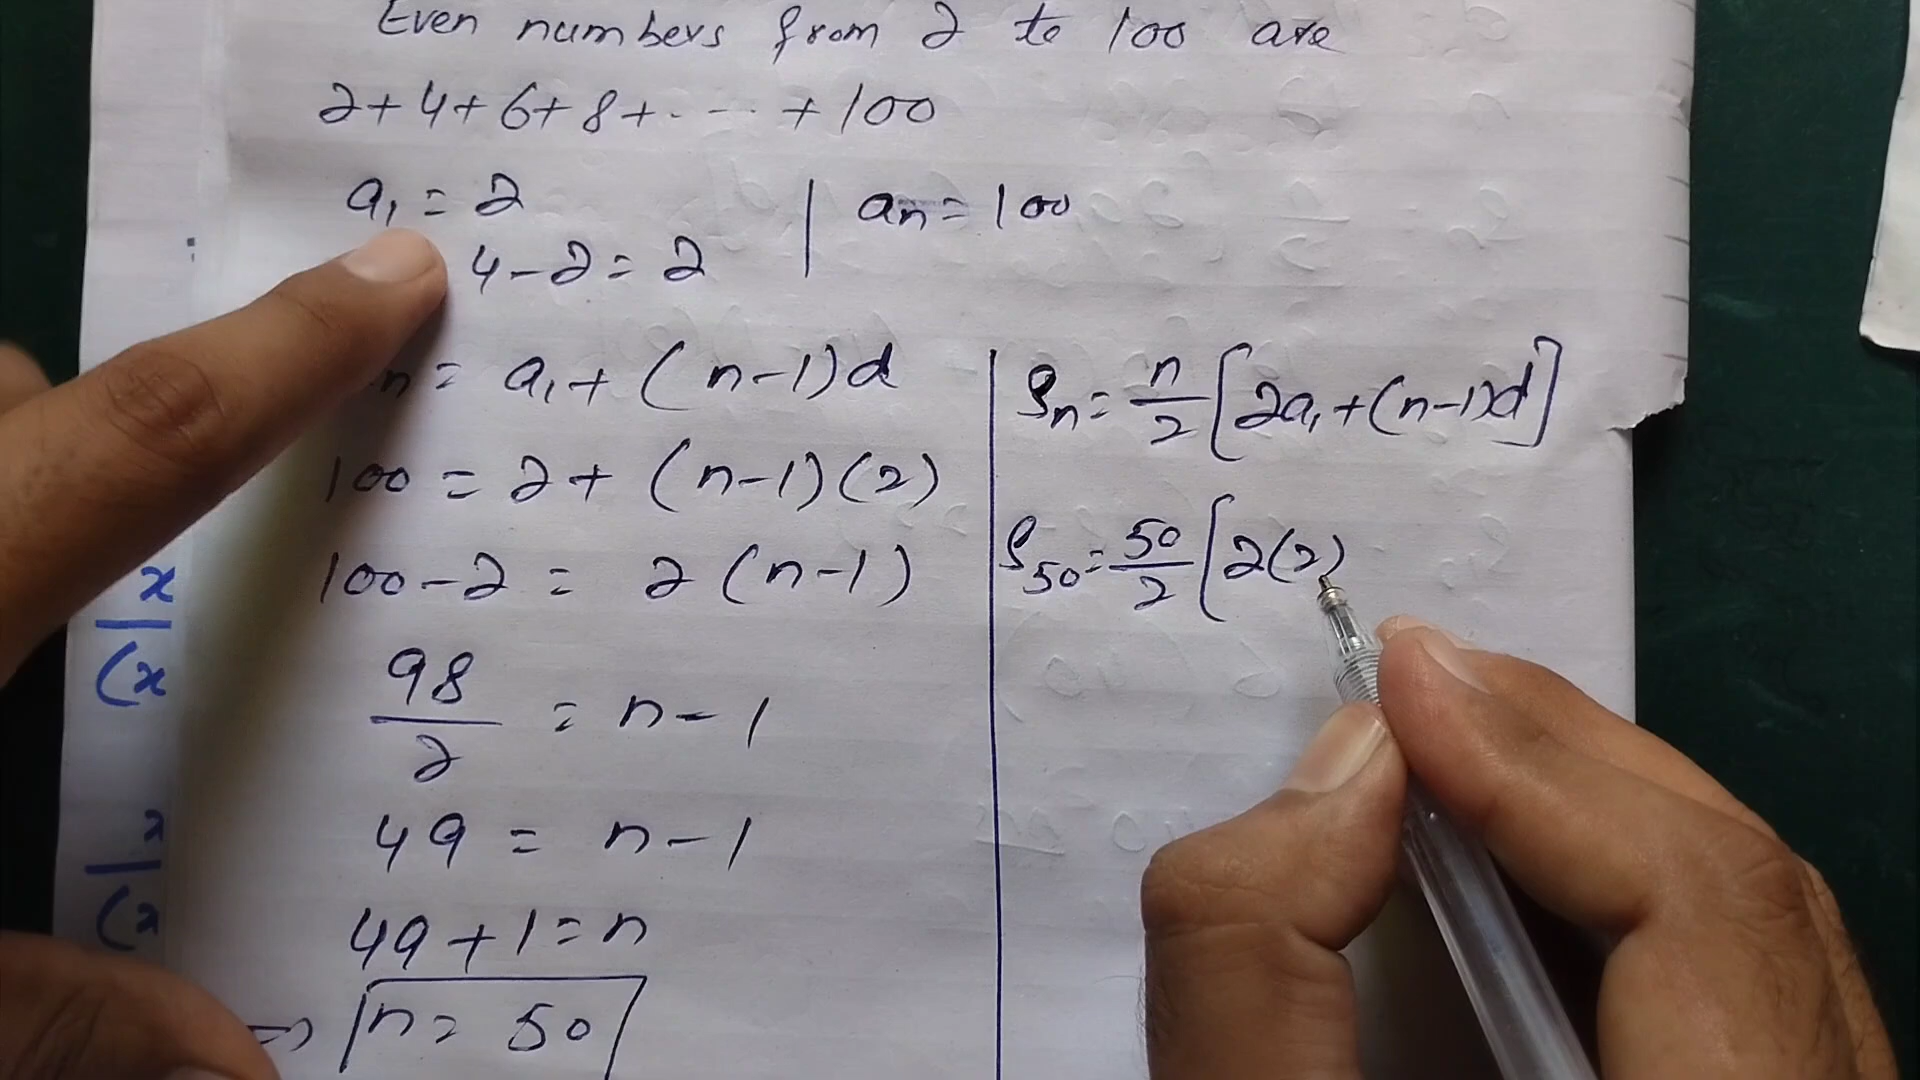 Even numbers from 2 to 100 are
2+4+6+8+.---+100
a₁=2 | aₙ=100
4-2=2
n= a₁+(n-1)d
100=2+(n-1)(2)
100-2= 2(n-1)
98/2 = n-1
49 = n-1
49+1=n
=> n= 50
Sₙ= n/2 [2a₁+(n-1)d]
S₅₀= 50/2 [2(2)
x
(x
x
(x